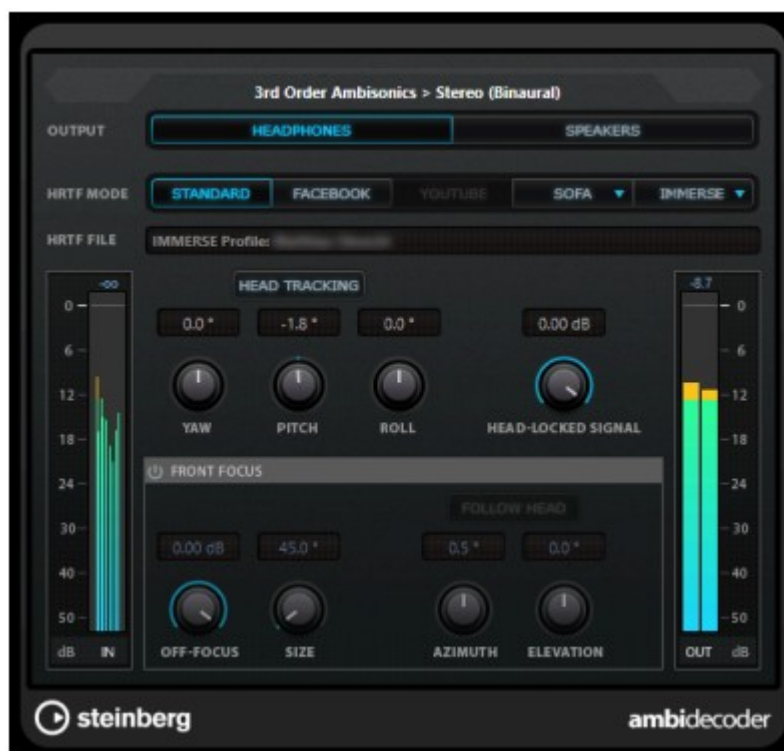 3rd Order Ambisonics > Stereo (Binaural)
OUTPUT HEADPHONES SPEAKERS
HRTF MODE STANDARD FACEBOOK YOUTUBE SOFA IMMERSE
HRTF FILE IMMERSE Profile:
-∞ HEAD TRACKING -8.7
0 0
0.0 ° -1.8 ° 0.0 ° 0.00 dB
6 6
12 12
YAW PITCH ROLL HEAD-LOCKED SIGNAL
18 18
FRONT FOCUS
24 24
FOLLOW HEAD
30 30
0.00 dB 45.0 ° 0.5 ° 0.0 °
40 40
50 50
dB IN OFF-FOCUS SIZE AZIMUTH ELEVATION OUT dB
steinberg ambidecoder